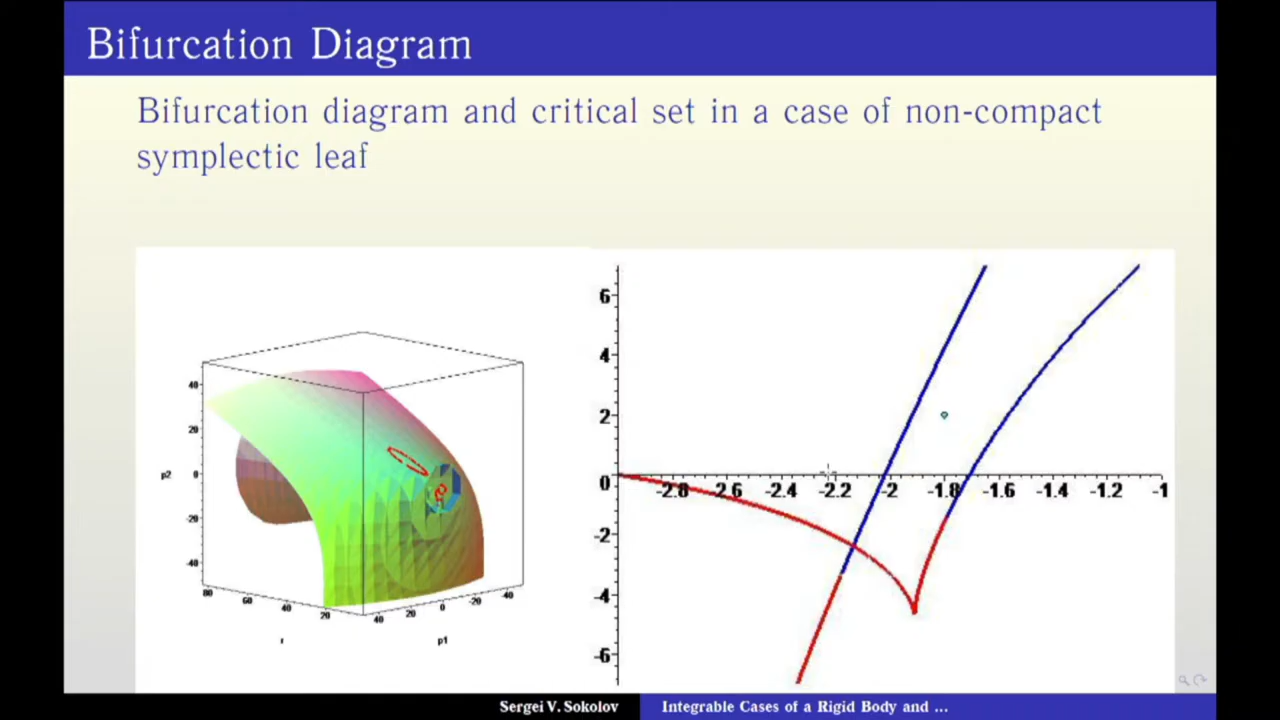 Bifurcation Diagram
Bifurcation diagram and critical set in a case of non-compact
symplectic leaf
40
20
0
-20
-40
p2
80
60
40
20
r
40
20
0
-20
-40
p1
6
4
2
0
-2
-4
-6
-2.8 -2.6 -2.4 -2.2 -2 -1.8 -1.6 -1.4 -1.2 -1
Sergei V. Sokolov Integrable Cases of a Rigid Body and ...